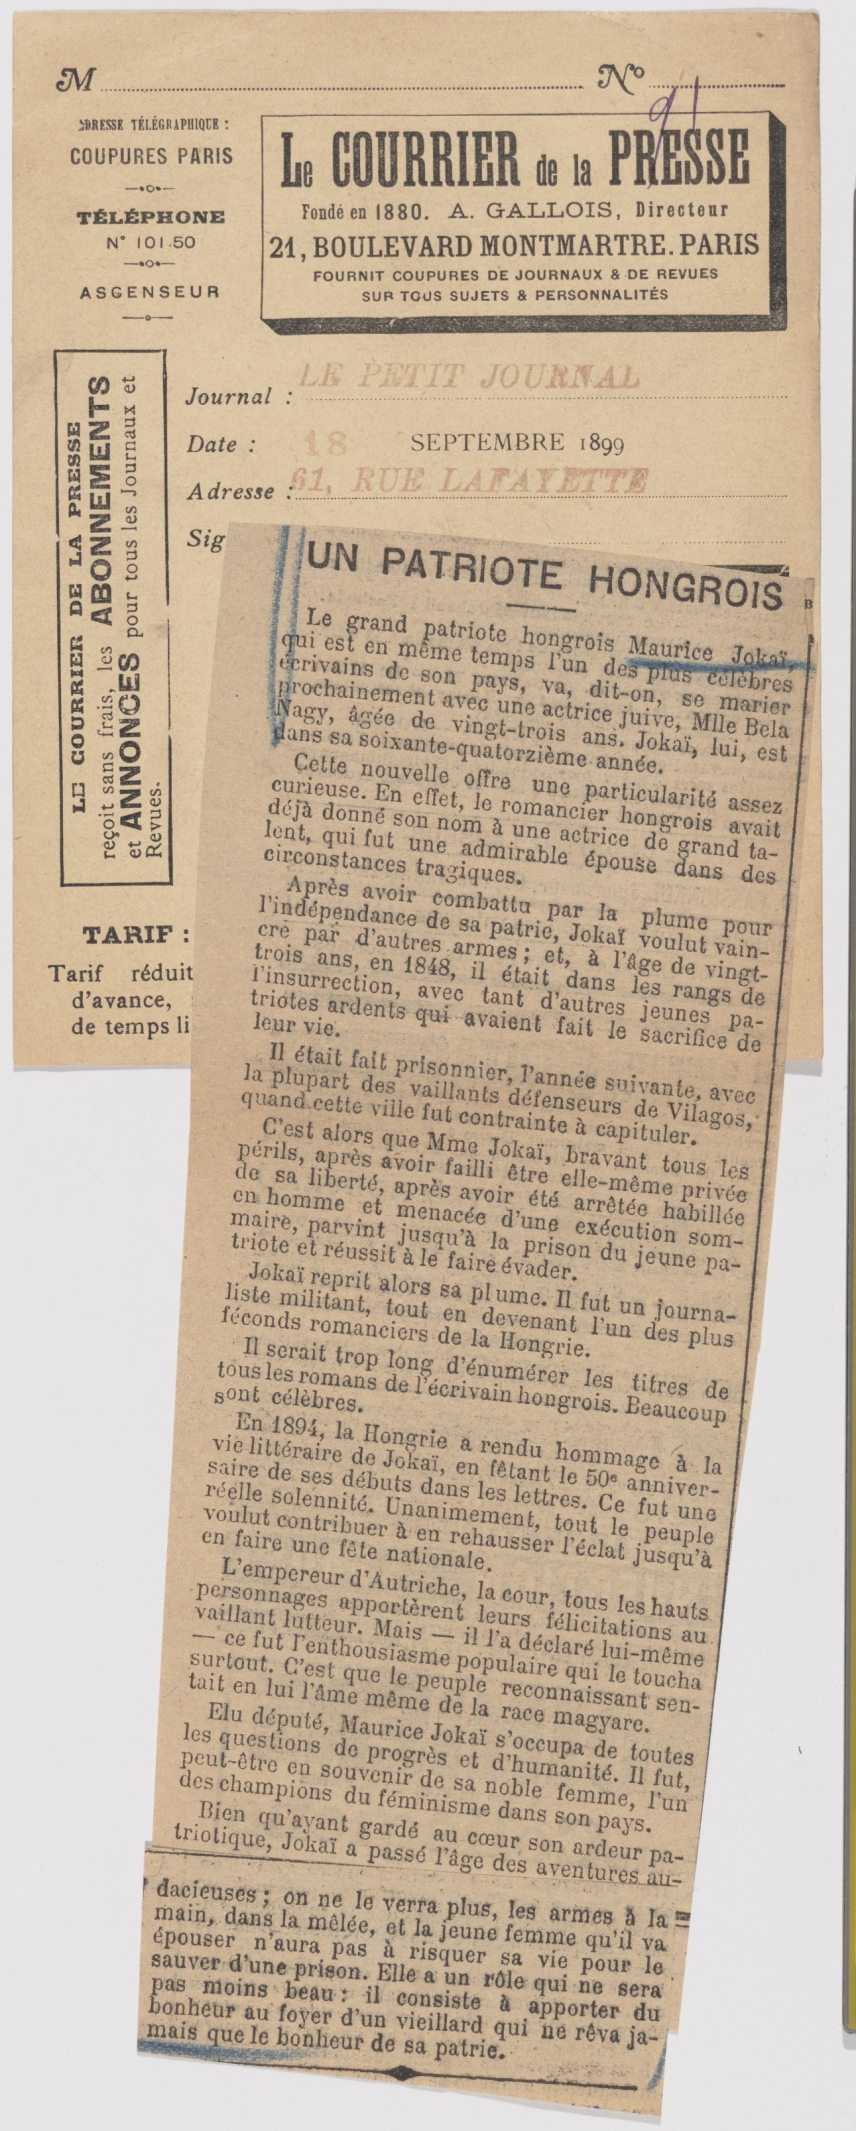 M Nº 91
ADRESSE TÉLÉGRAPHIQUE :
COUPURES PARIS
TÉLÉPHONE
N° 101.50
ASCENSEUR
Le COURRIER de la PRESSE
Fondé en 1880. A. GALLOIS, Directeur
21, BOULEVARD MONTMARTRE. PARIS
FOURNIT COUPURES DE JOURNAUX & DE REVUES
SUR TOUS SUJETS & PERSONNALITÉS
LE COURRIER DE LA PRESSE
reçoit sans frais, les ABONNEMENTS
et ANNONCES pour tous les Journaux et
Revues.
Journal : LE PETIT JOURNAL
Date : 18 SEPTEMBRE 1899
Adresse : 61, RUE LAFAYETTE
Sig
TARIF :
Tarif réduit
d'avance,
de temps li
UN PATRIOTE HONGROIS
Le grand patriote hongrois Maurice Jokaï,
qui est en même temps l'un des plus célèbres
écrivains de son pays, va, dit-on, se marier
prochainement avec une actrice juive, Mlle Bela
Nagy, âgée de vingt-trois ans. Jokaï, lui, est
dans sa soixante-quatorzième année.
Cette nouvelle offre une particularité assez
curieuse. En effet, le romancier hongrois avait
déjà donné son nom à une actrice de grand ta-
lent, qui fut une admirable épouse dans des
circonstances tragiques.
Après avoir combattu par la plume pour
l'indépendance de sa patrie, Jokaï voulut vain-
cre par d'autres armes ; et, à l'âge de vingt-
trois ans, en 1848, il était dans les rangs de
l'insurrection, avec tant d'autres jeunes pa-
triotes ardents qui avaient fait le sacrifice de
leur vie.
Il était fait prisonnier, l'année suivante, avec
la plupart des vaillants défenseurs de Vilagos,
quand cette ville fut contrainte à capituler.
C'est alors que Mme Jokaï, bravant tous les
périls, après avoir failli être elle-même privée
de sa liberté, après avoir été arrêtée habillée
en homme et menacée d'une exécution som-
maire, parvint jusqu'à la prison du jeune pa-
triote et réussit à le faire évader.
Jokaï reprit alors sa plume. Il fut un journa-
liste militant, tout en devenant l'un des plus
féconds romanciers de la Hongrie.
Il serait trop long d'énumérer les titres de
tous les romans de l'écrivain hongrois. Beaucoup
sont célèbres.
En 1894, la Hongrie a rendu hommage à la
vie littéraire de Jokaï, en fêtant le 50e anniver-
saire de ses débuts dans les lettres. Ce fut une
réelle solennité. Unanimement, tout le peuple
voulut contribuer à en rehausser l'éclat jusqu'à
en faire une fête nationale.
L'empereur d'Autriche, la cour, tous les hauts
personnages apportèrent leurs félicitations au
vaillant lutteur. Mais — il l'a déclaré lui-même
— ce fut l'enthousiasme populaire qui le toucha
surtout. C'est que le peuple reconnaissant sen-
tait en lui l'âme même de la race magyare.
Elu député, Maurice Jokaï s'occupa de toutes
les questions de progrès et d'humanité. Il fut,
peut-être en souvenir de sa noble femme, l'un
des champions du féminisme dans son pays.
Bien qu'ayant gardé au cœur son ardeur pa-
triotique, Jokaï a passé l'âge des aventures au-
dacieuses ; on ne le verra plus, les armes à la
main, dans la mêlée, et la jeune femme qu'il va
épouser n'aura pas à risquer sa vie pour le
sauver d'une prison. Elle a un rôle qui ne sera
pas moins beau : il consiste à apporter du
bonheur au foyer d'un vieillard qui ne rêva ja-
mais que le bonheur de sa patrie.